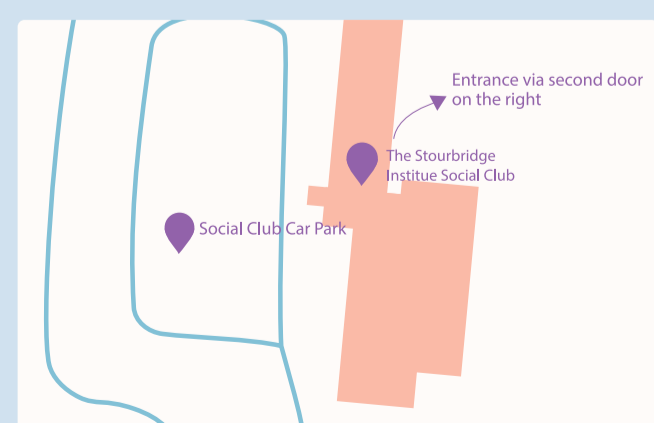 Entrance via second door
on the right
The Stourbridge
Institue Social Club
Social Club Car Park